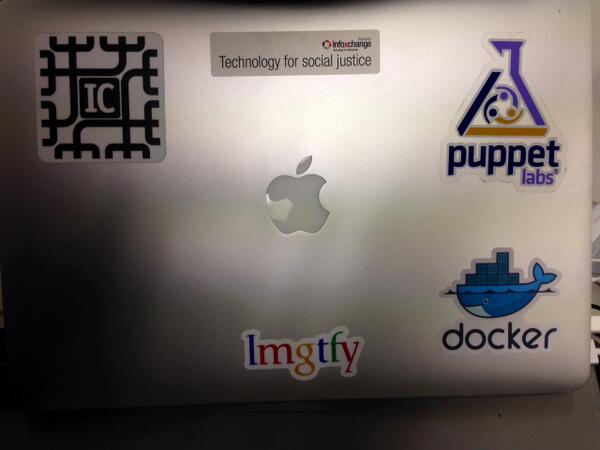 IC
Infoxchange
Technology for social justice
puppet
labs®
lmgtfy
docker